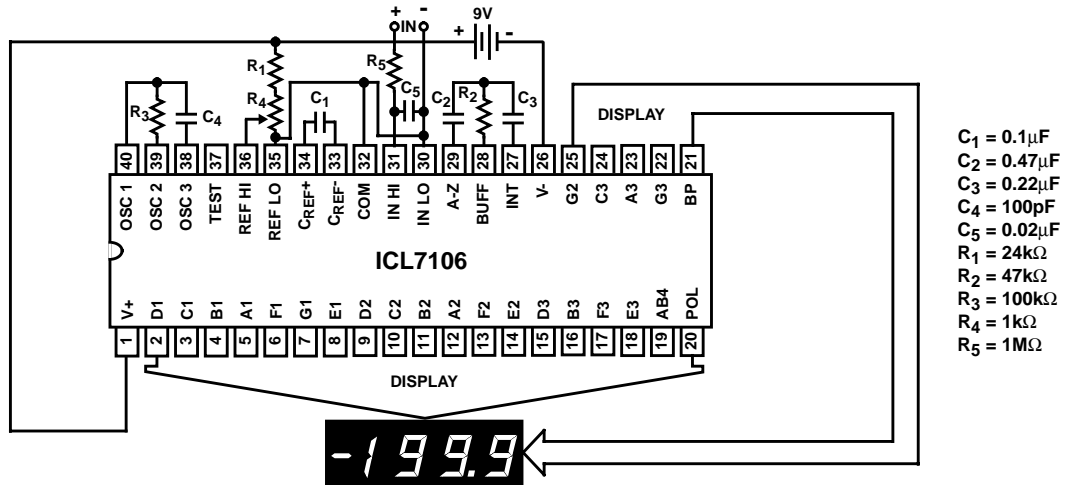 + - 9V
IN + -
R1 R5
R4 C1 C5 C2 R2 C3
R3 C4 DISPLAY
40 39 38 37 36 35 34 33 32 31 30 29 28 27 26 25 24 23 22 21
OSC 1 OSC 2 OSC 3 TEST REF HI REF LO CREF+ CREF- COM IN HI IN LO A-Z BUFF INT V- G2 C3 A3 G3 BP
ICL7106
V+ D1 C1 B1 A1 F1 G1 E1 D2 C2 B2 A2 F2 E2 D3 B3 F3 E3 AB4 POL
1 2 3 4 5 6 7 8 9 10 11 12 13 14 15 16 17 18 19 20
DISPLAY
-199.9
C1 = 0.1μF
C2 = 0.47μF
C3 = 0.22μF
C4 = 100pF
C5 = 0.02μF
R1 = 24kΩ
R2 = 47kΩ
R3 = 100kΩ
R4 = 1kΩ
R5 = 1MΩ